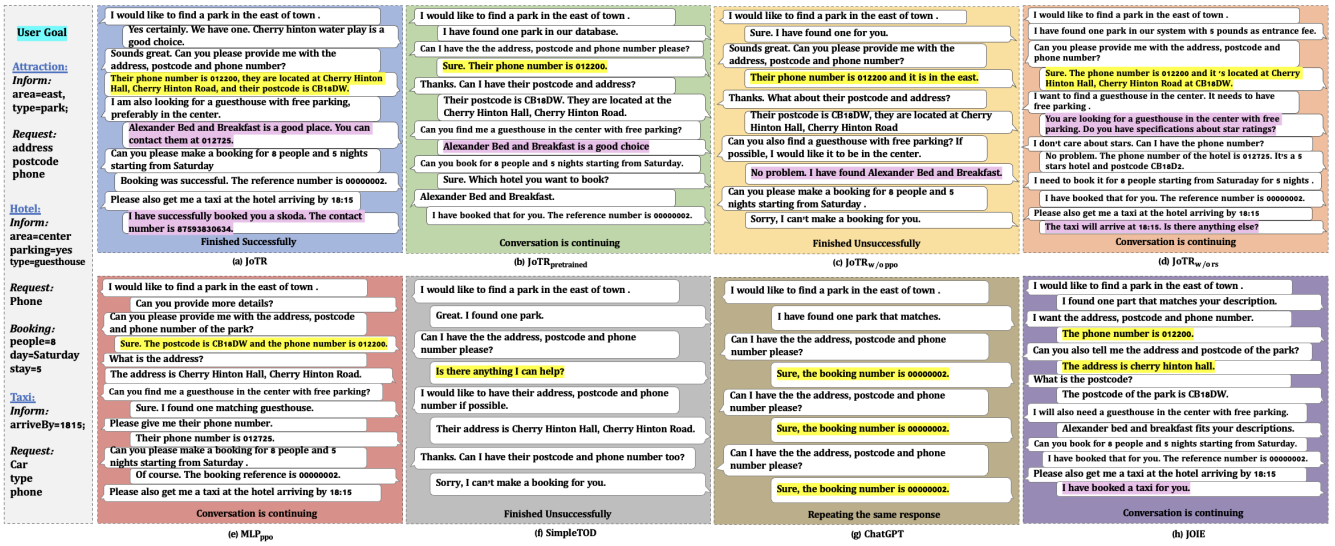 User Goal
Attraction:
Inform:
area=east,
type=park;
Request:
address
postcode
phone
Hotel:
Inform:
area=center
parking=yes
type=guesthouse
Request:
Phone
Booking:
people=8
day=Saturday
stay=5
Taxi:
Inform:
arriveBy=1815;
Request:
Car
type
phone
I would like to find a park in the east of town .
Yes certainly. We have one. Cherry hinton water play is a
good choice.
Sounds great. Can you please provide me with the
address, postcode and phone number?
Their phone number is 012200, they are located at Cherry Hinton
Hall, Cherry Hinton Road, and their postcode is CB18DW.
I am also looking for a guesthouse with free parking,
preferably in the center.
Alexander Bed and Breakfast is a good place. You can
contact them at 012725.
Can you please make a booking for 8 people and 5 nights
starting from Saturday
Booking was successful. The reference number is 00000002.
Please also get me a taxi at the hotel arriving by 18:15
I have successfully booked you a skoda. The contact
number is 87593830634.
Finished Successfully
(a) JoTR
I would like to find a park in the east of town .
I have found one park in our database.
Can I have the the address, postcode and phone number please?
Sure. Their phone number is 012200.
Thanks. Can I have their postcode and address?
Their postcode is CB18DW. They are located at the
Cherry Hinton Hall, Cherry Hinton Road.
Can you find me a guesthouse in the center with free parking?
Alexander Bed and Breakfast is a good choice
Can you book for 8 people and 5 nights starting from Saturday.
Sure. Which hotel you want to book?
Alexander Bed and Breakfast.
I have booked that for you. The reference number is 00000002.
Conversation is continuing
(b) JoTRpretrained
I would like to find a park in the east of town .
Sure. I have found one for you.
Sounds great. Can you please provide me with the
address, postcode and phone number?
Their phone number is 012200 and it is in the east.
Thanks. What about their postcode and address?
Their postcode is CB18DW, they are located at Cherry
Hinton Hall, Cherry Hinton Road
Can you also find a guesthouse with free parking? If
possible, I would like it to be in the center.
No problem. I have found Alexander Bed and Breakfast.
Can you please make a booking for 8 people and 5
nights starting from Saturday .
Sorry, I can't make a booking for you.
Finished Unsuccessfully
(c) JoTRw/o ppo
I would like to find a park in the east of town .
I have found one park in our system with 5 pounds as entrance fee.
Can you please provide me with the address, postcode and
phone number?
Sure. The phone number is 012200 and it 's located at Cherry
Hinton Hall, Cherry Hinton Road at CB18DW.
I want to find a guesthouse in the center. It needs to have
free parking .
You are looking for a guesthouse in the center with free
parking. Do you have specifications about star ratings?
I don't care about stars. Can I have the phone number?
No problem. The phone number of the hotel is 012725. It's a 5
stars hotel and postcode CB18D2.
I need to book it for 8 people starting from Saturaday for 5 nights .
I have booked that for you. The reference number is 00000002.
Please also get me a taxi at the hotel arriving by 18:15
The taxi will arrive at 18:15. Is there anything else?
Conversation is continuing
(d) JoTRw/o rs
I would like to find a park in the east of town .
Can you provide more details?
Can you please provide me with the address, postcode
and phone number of the park?
Sure. The postcode is CB18DW and the phone number is 012200.
What is the address?
The address is Cherry Hinton Hall, Cherry Hinton Road.
Can you find me a guesthouse in the center with free parking?
Sure. I found one matching guesthouse.
Please give me their phone number.
Their phone number is 012725.
Can you please make a booking for 8 people and 5
nights starting from Saturday .
Of course. The booking reference is 00000002.
Please also get me a taxi at the hotel arriving by 18:15
Conversation is continuing
(e) MLPppo
I would like to find a park in the east of town .
Great. I found one park.
Can I have the the address, postcode and phone
number please?
Is there anything I can help?
I would like to have their address, postcode and phone
number if possible.
Their address is Cherry Hinton Hall, Cherry Hinton Road.
Thanks. Can I have their postcode and phone number too?
Sorry, I can't make a booking for you.
Finished Unsuccessfully
(f) SimpleTOD
I would like to find a park in the east of town .
I have found one park that matches.
Can I have the the address, postcode and phone
number please?
Sure, the booking number is 00000002.
Can I have the the address, postcode and phone
number please?
Sure, the booking number is 00000002.
Can I have the the address, postcode and phone
number please?
Sure, the booking number is 00000002.
Repeating the same response
(g) ChatGPT
I would like to find a park in the east of town .
I found one part that matches your description.
I want the address, postcode and phone number.
The phone number is 012200.
Can you also tell me the address and postcode of the park?
The address is cherry hinton hall.
What is the postcode?
The postcode of the park is CB18DW.
I will also need a guesthouse in the center with free parking.
Alexander bed and breakfast fits your descriptions.
Can you book for 8 people and 5 nights starting from Saturday.
I have booked that for you. The reference number is 00000002.
Please also get me a taxi at the hotel arriving by 18:15
I have booked a taxi for you.
Conversation is continuing
(h) JOIE